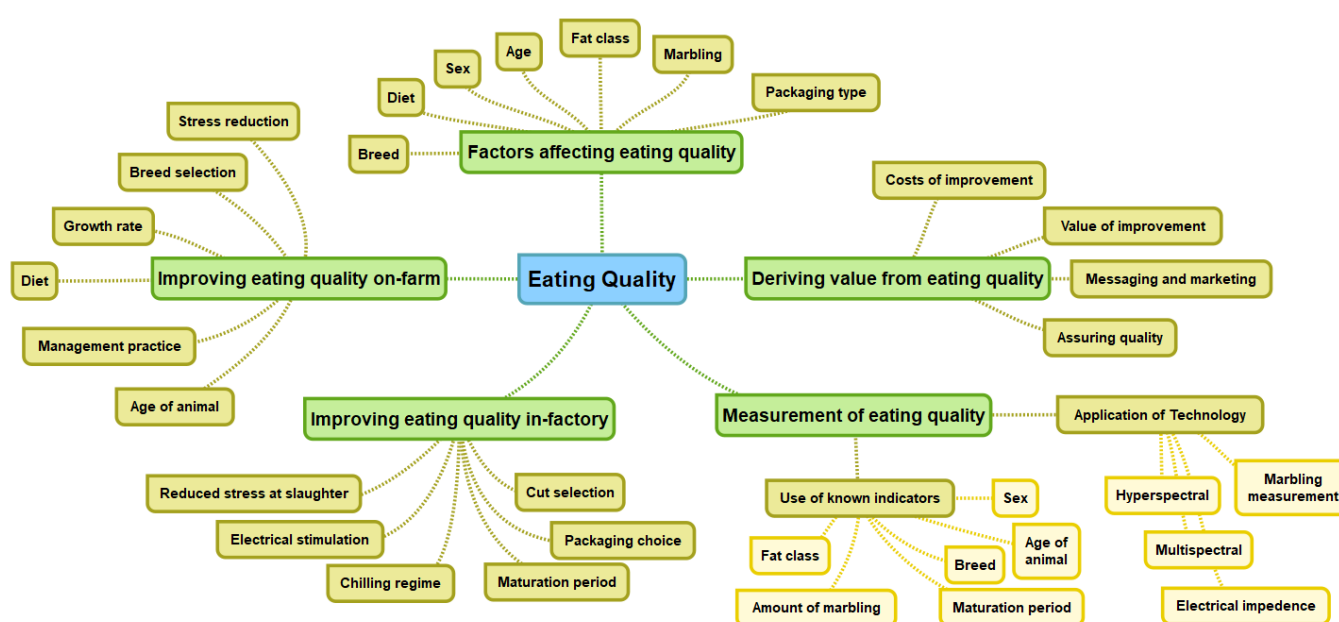 Eating Quality
Factors affecting eating quality
Breed
Diet
Sex
Age
Fat class
Marbling
Packaging type
Deriving value from eating quality
Costs of improvement
Value of improvement
Messaging and marketing
Assuring quality
Measurement of eating quality
Application of Technology
Marbling
measurement
Hyperspectral
Multispectral
Electrical impedence
Use of known indicators
Sex
Age of
animal
Breed
Maturation period
Amount of marbling
Fat class
Improving eating quality in-factory
Cut selection
Packaging choice
Maturation period
Chilling regime
Electrical stimulation
Reduced stress at slaughter
Improving eating quality on-farm
Stress reduction
Breed selection
Growth rate
Diet
Management practice
Age of animal